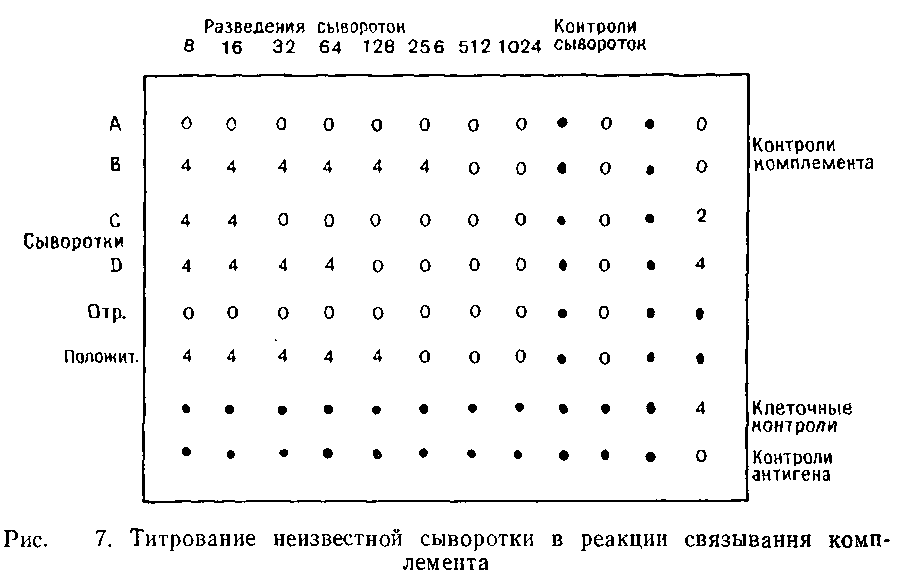 Разведения сывороток Контроли
8 16 32 64 128 256 512 1024 сывороток
А 0 0 0 0 0 0 0 0 • 0 • 0
Контроли
В 4 4 4 4 4 4 0 0 • 0 • 0 комплемента
С 4 4 0 0 0 0 0 0 • 0 • 2
Сыворотки
D 4 4 4 4 0 0 0 0 • 0 • 4
Отр. 0 0 0 0 0 0 0 0 • 0 • •
Положит. 4 4 4 4 4 0 0 0 • 0 • •
• • • • • • • • • • • 4 Клеточные
контроли
• • • • • • • • • • • 0 Контроли
антигена
Рис. 7. Титрование неизвестной сыворотки в реакции связывания комп-
лемента